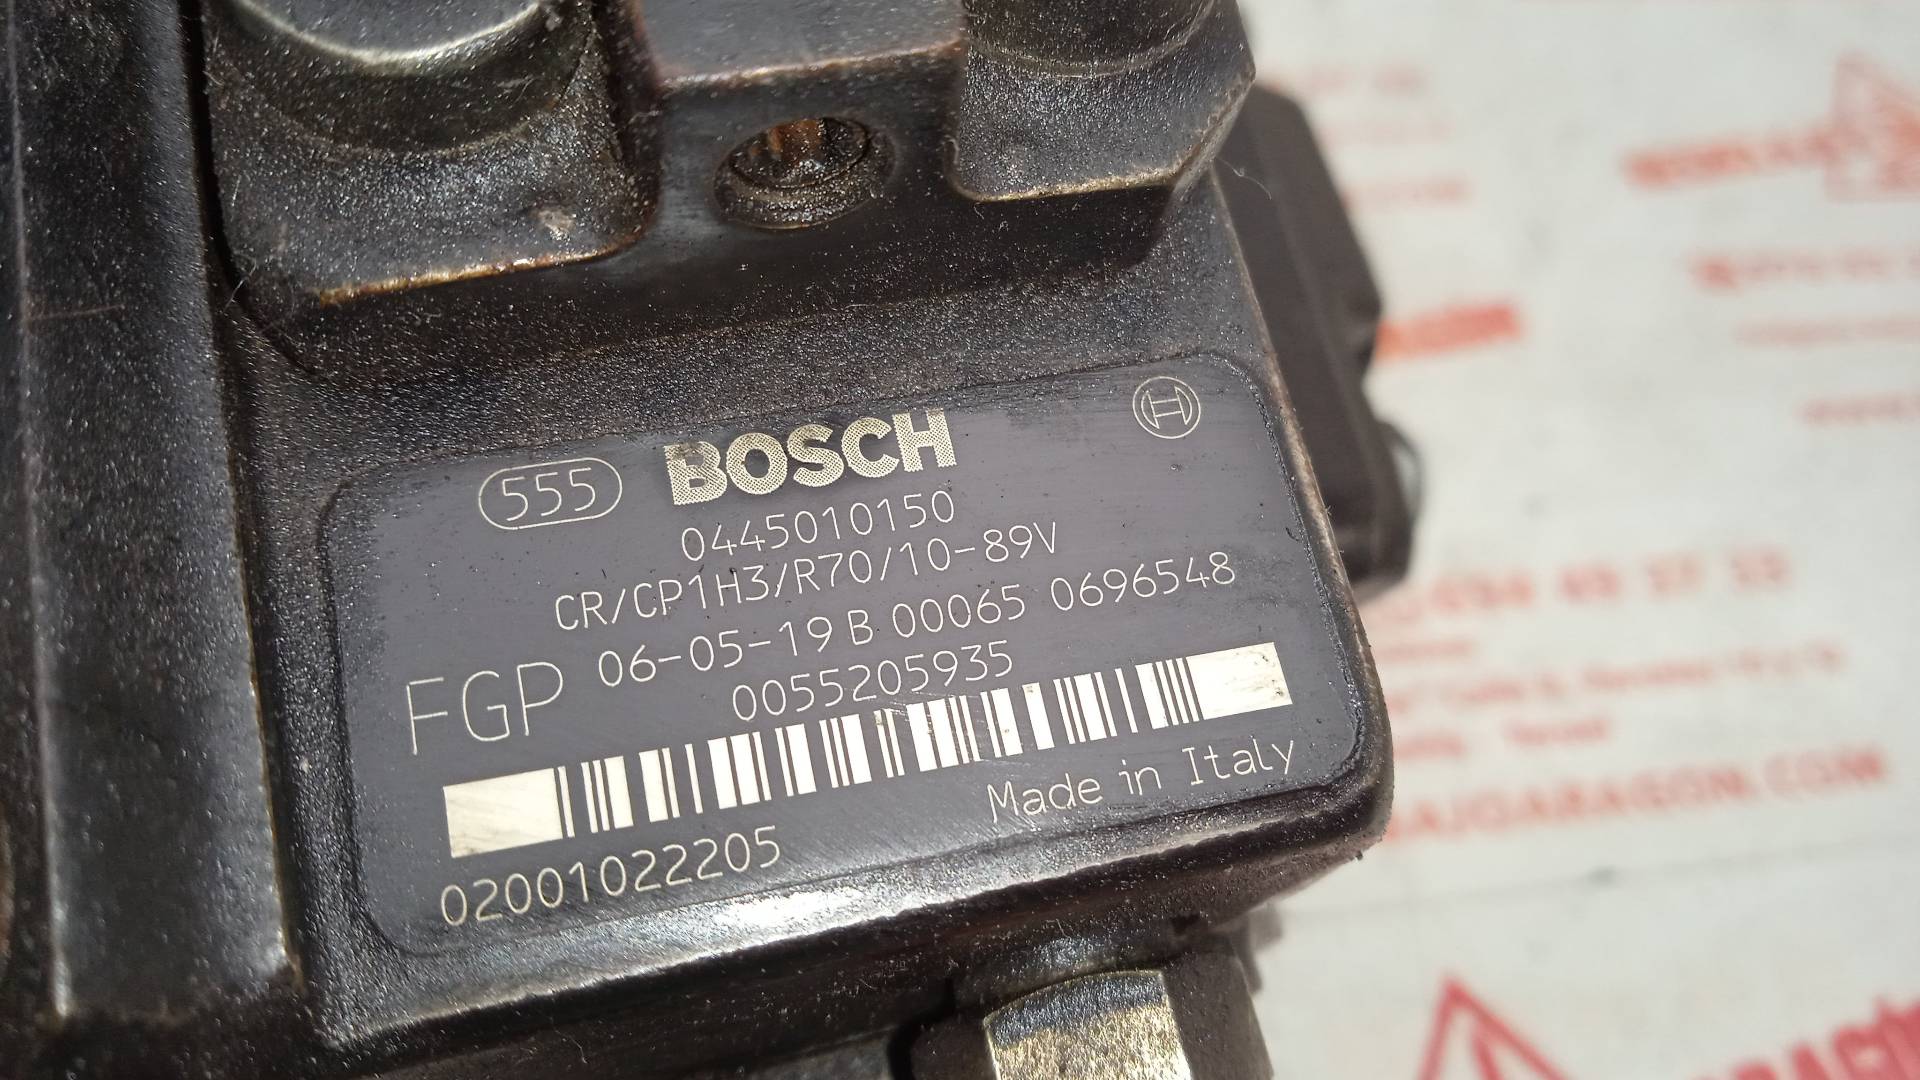 555 BOSCH
0445010150
CR/CP1H3/R70/10-89V
06-05-19 B 00065 0696548
FGP 0055205935
02001022205
Made in Italy